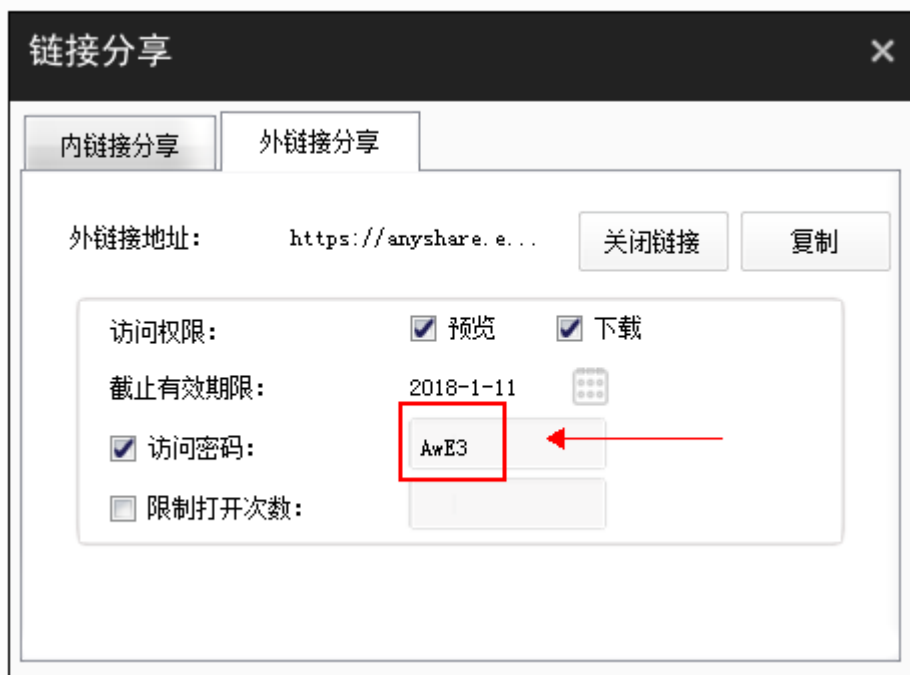 链接分享
内链接分享 外链接分享
外链接地址: https://anyshare.e... 关闭链接 复制
访问权限: 预览 下载
截止有效期限: 2018-1-11
访问密码: AwE3
限制打开次数: